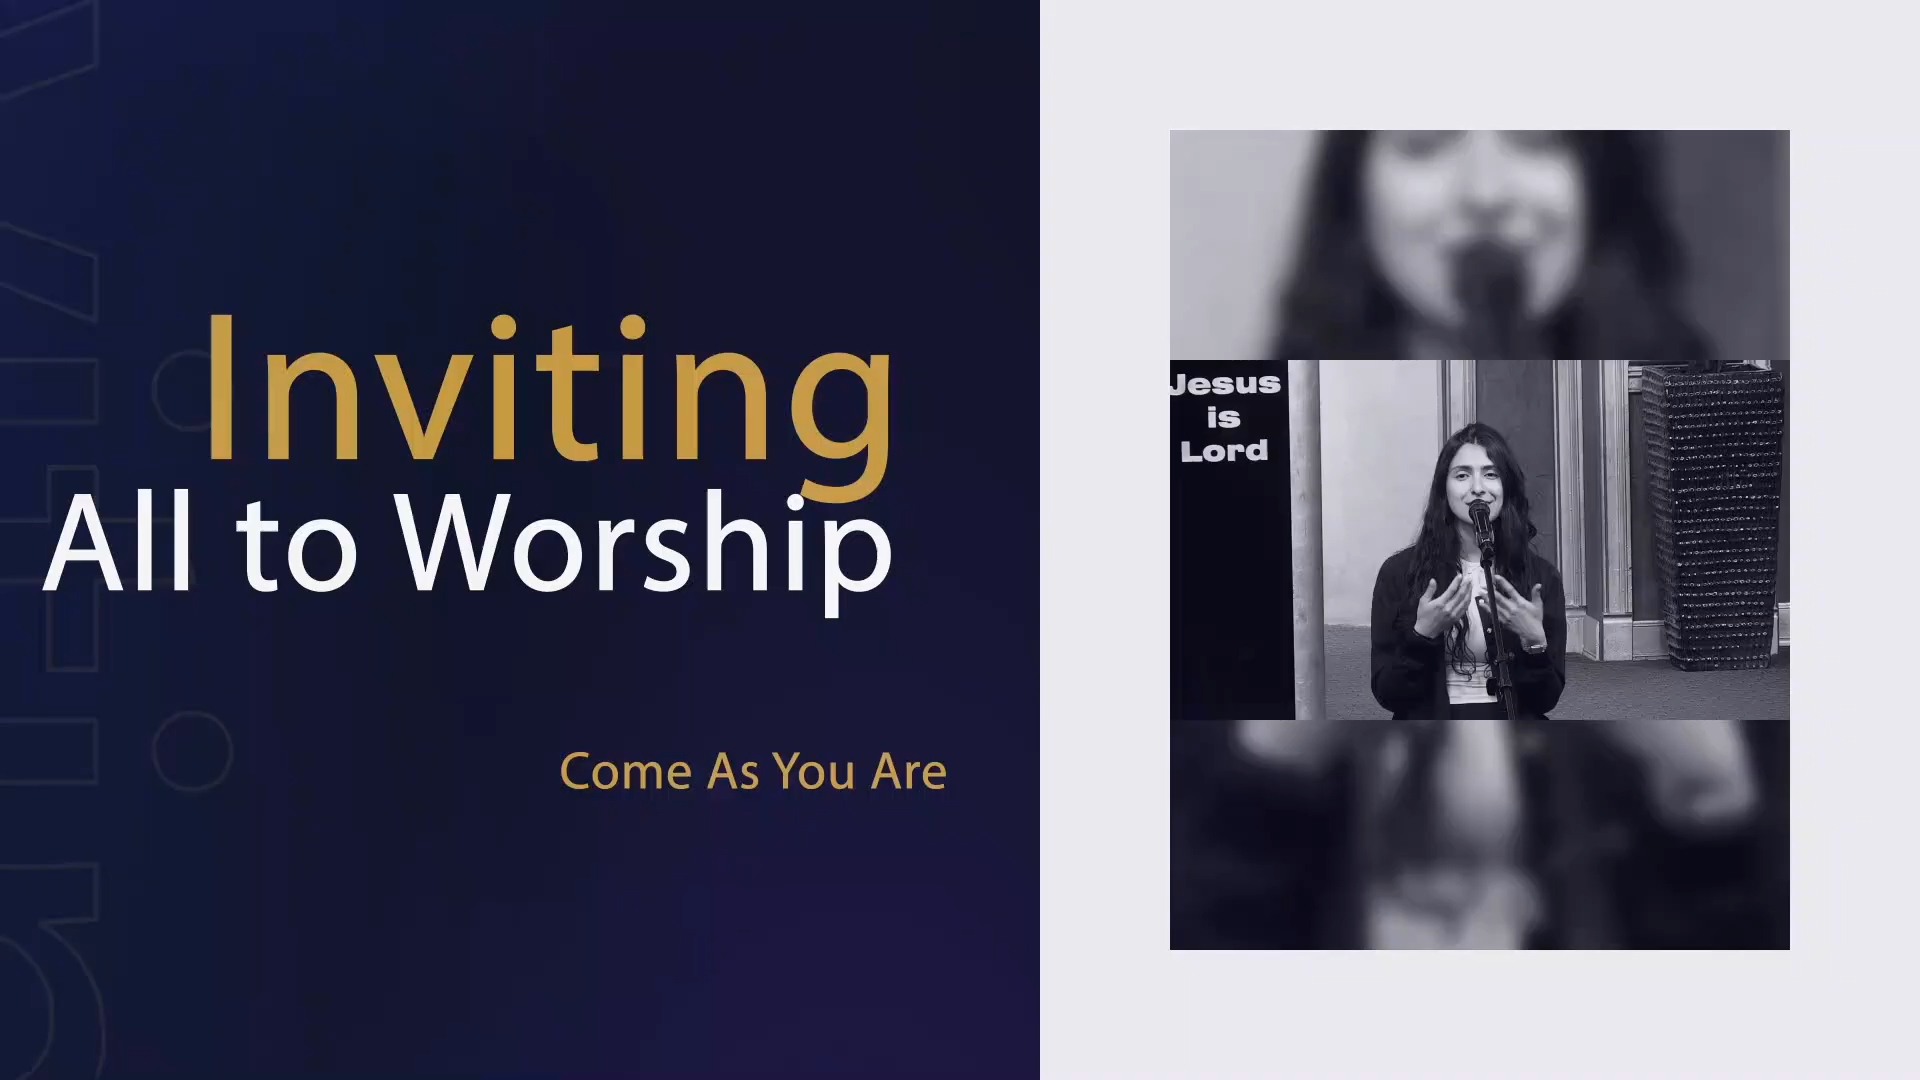 Inviting
All to Worship
Come As You Are
Jesus
is
Lord